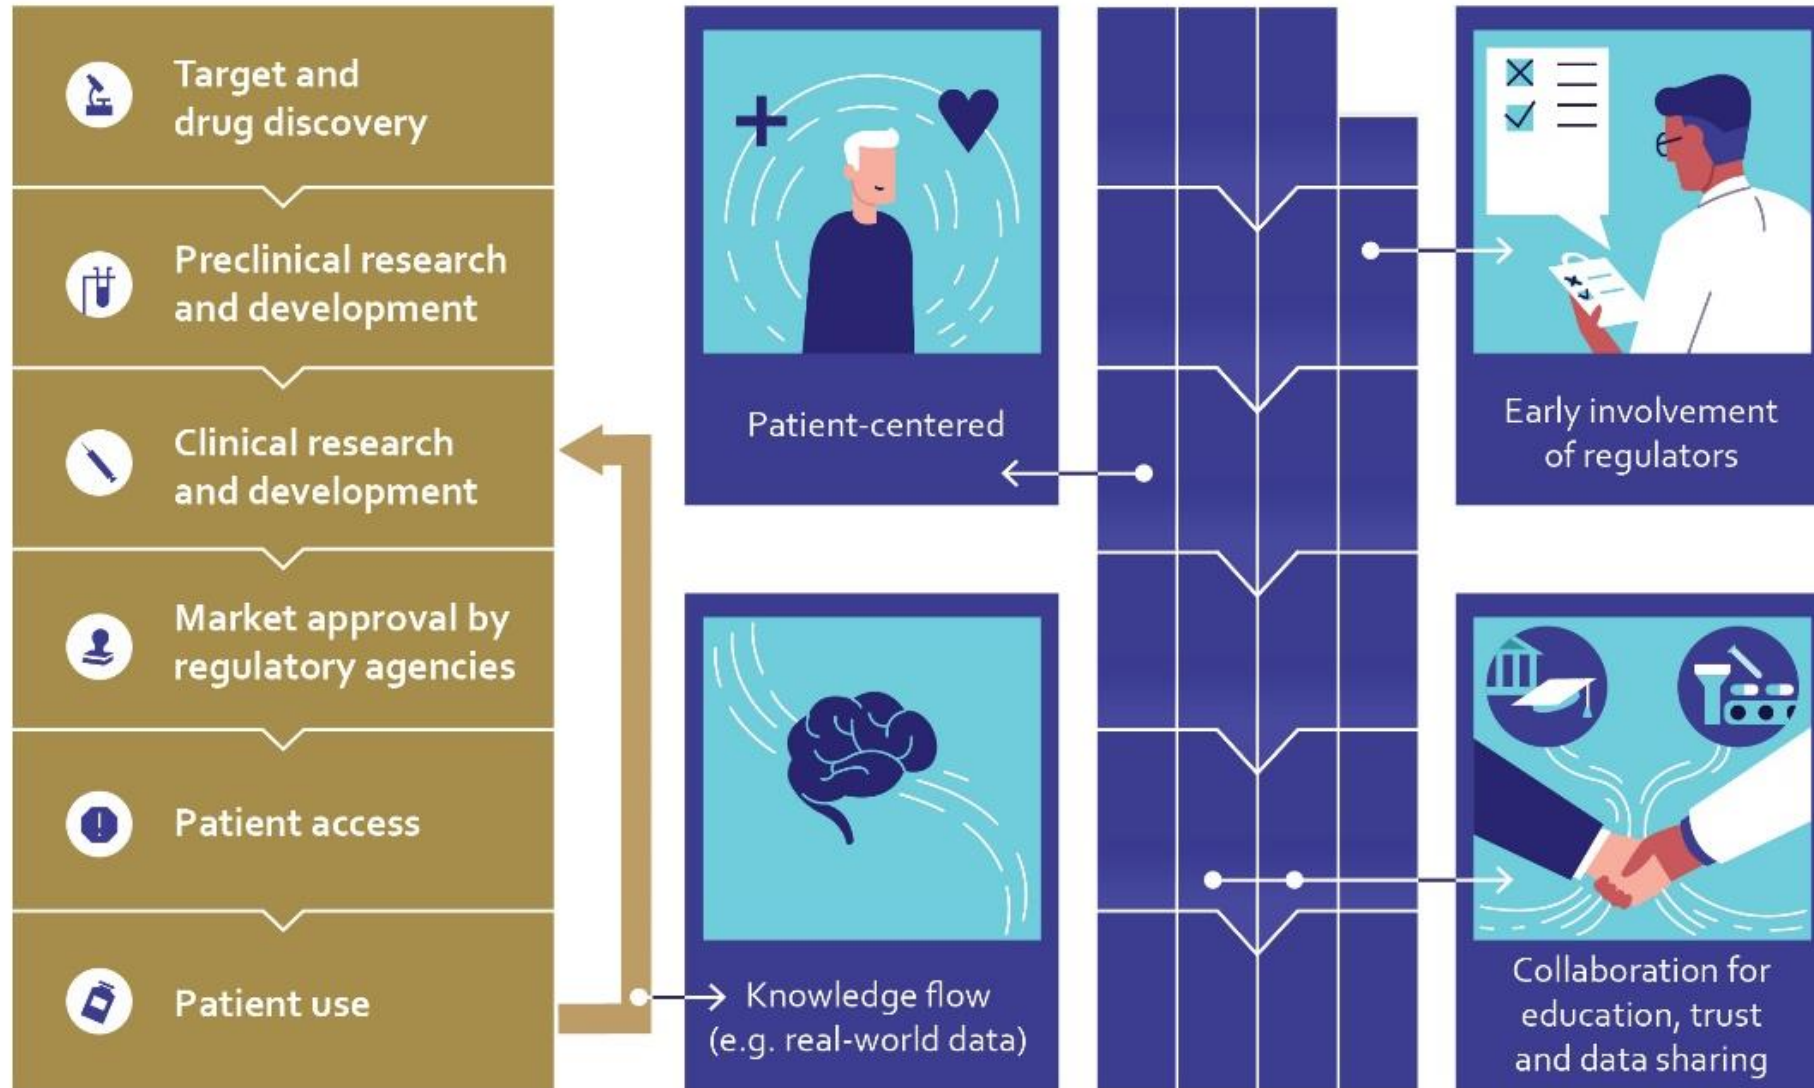 Target and
drug discovery
Preclinical research
and development
Clinical research
and development
Market approval by
regulatory agencies
Patient access
Patient use
Patient-centered
Knowledge flow
(e.g. real-world data)
Early involvement
of regulators
Collaboration for
education, trust
and data sharing